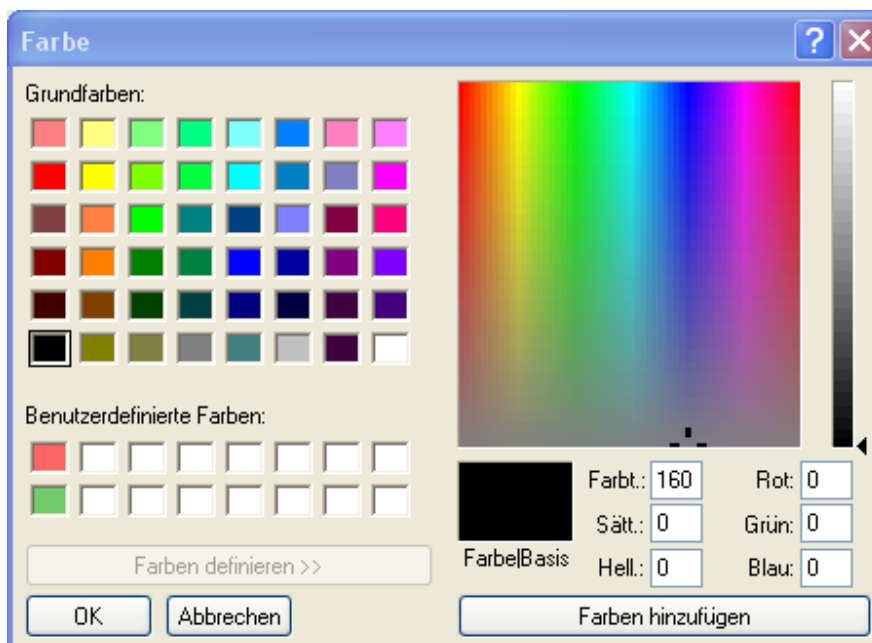 Farbe
Grundfarben:
Benutzerdefinierte Farben:
Farben definieren >>
OK
Abbrechen
Farbe|Basis
Farbt.: 160
Sätt.: 0
Hell.: 0
Rot: 0
Grün: 0
Blau: 0
Farben hinzufügen